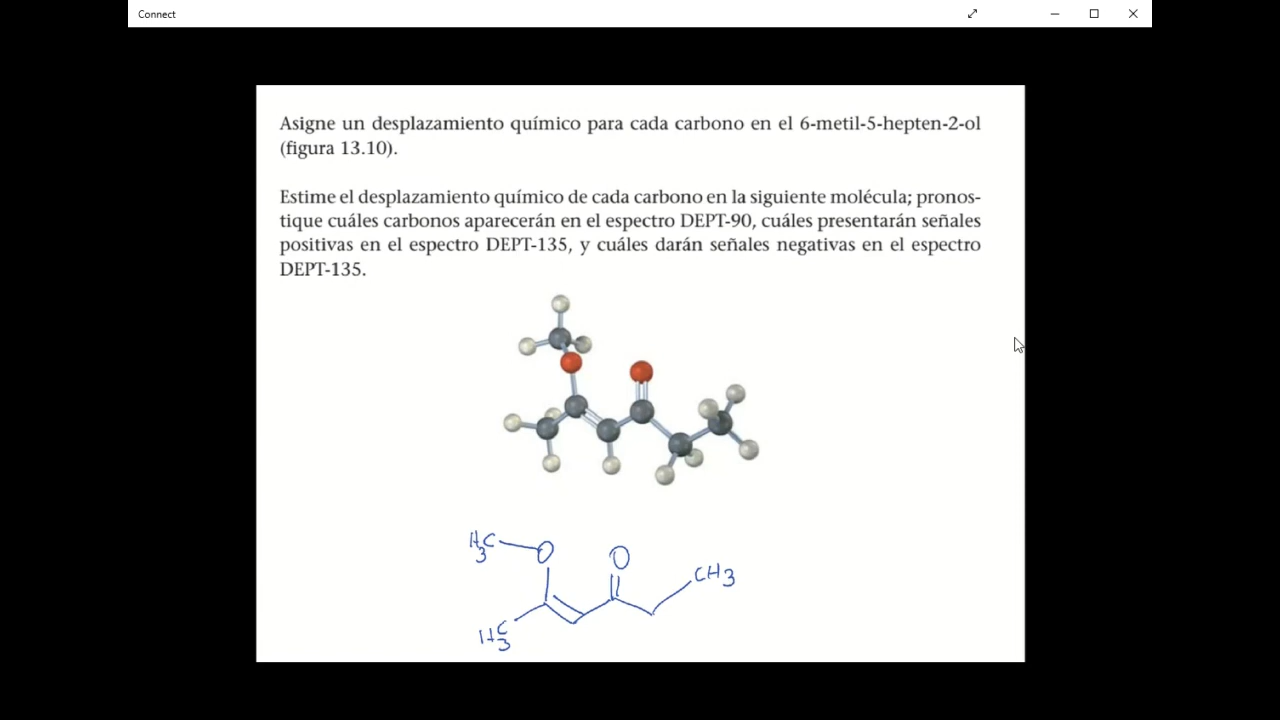 Connect
Asigne un desplazamiento químico para cada carbono en el 6-metil-5-hepten-2-ol
(figura 13.10).
Estime el desplazamiento químico de cada carbono en la siguiente molécula; pronos-
tique cuáles carbonos aparecerán en el espectro DEPT-90, cuáles presentarán señales
positivas en el espectro DEPT-135, y cuáles darán señales negativas en el espectro
DEPT-135.
H3C O O
CH3
H3C